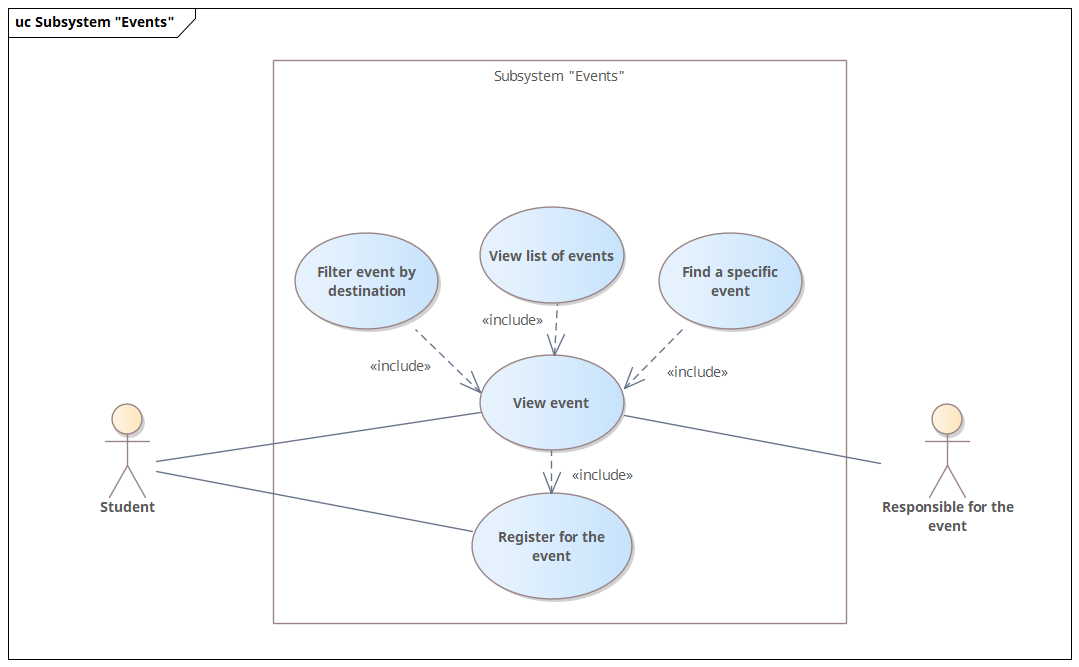 uc Subsystem "Events"
Subsystem "Events"
View list of events
Filter event by
destination
Find a specific
event
«include»
«include»
«include»
View event
«include»
Student
Responsible for the
event
Register for the
event